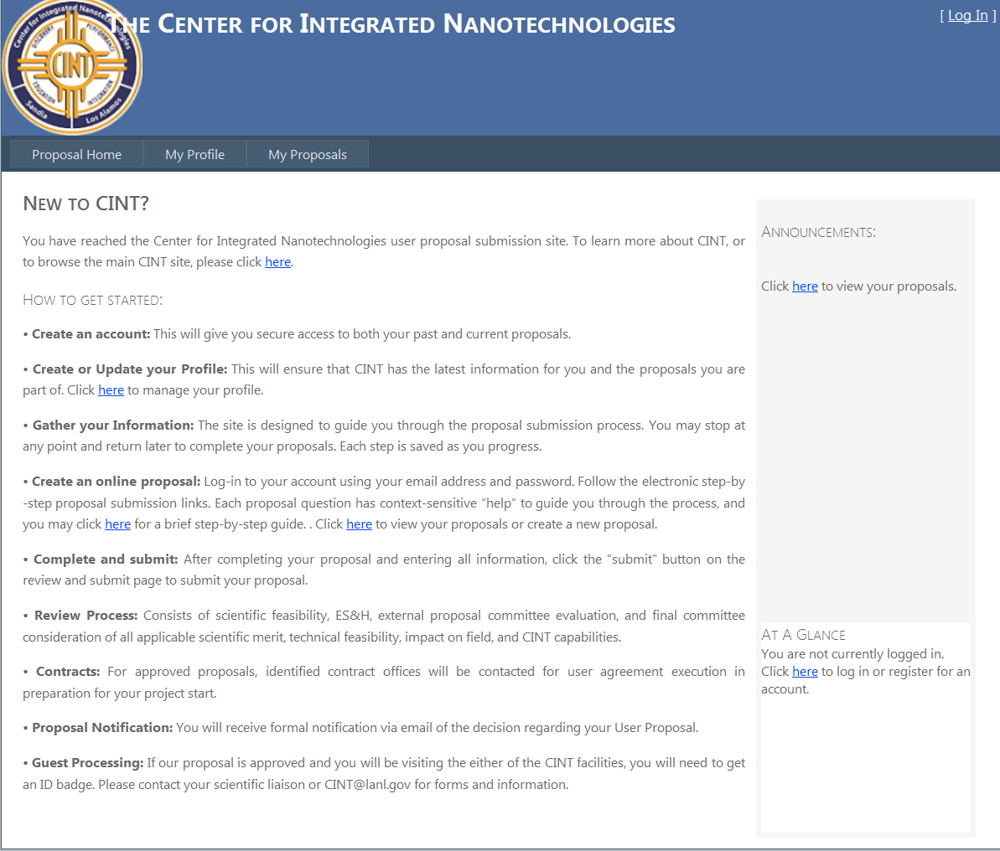 Center for Integrated Nanotechnologies
DISCOVERY
PERFORMANCE
CINT
EDUCATION
INTEGRATION
Sandia
Los Alamos
The Center for Integrated Nanotechnologies
[ Log In ]
Proposal Home My Profile My Proposals
New to CINT?
You have reached the Center for Integrated Nanotechnologies user proposal submission site. To learn more about CINT, or
to browse the main CINT site, please click here.
How to get started:
• Create an account: This will give you secure access to both your past and current proposals.
• Create or Update your Profile: This will ensure that CINT has the latest information for you and the proposals you are
part of. Click here to manage your profile.
• Gather your Information: The site is designed to guide you through the proposal submission process. You may stop at
any point and return later to complete your proposals. Each step is saved as you progress.
• Create an online proposal: Log-in to your account using your email address and password. Follow the electronic step-by
-step proposal submission links. Each proposal question has context-sensitive “help” to guide you through the process, and
you may click here for a brief step-by-step guide. . Click here to view your proposals or create a new proposal.
• Complete and submit: After completing your proposal and entering all information, click the "submit" button on the
review and submit page to submit your proposal.
• Review Process: Consists of scientific feasibility, ES&H, external proposal committee evaluation, and final committee
consideration of all applicable scientific merit, technical feasibility, impact on field, and CINT capabilities.
• Contracts: For approved proposals, identified contract offices will be contacted for user agreement execution in
preparation for your project start.
• Proposal Notification: You will receive formal notification via email of the decision regarding your User Proposal.
• Guest Processing: If our proposal is approved and you will be visiting the either of the CINT facilities, you will need to get
an ID badge. Please contact your scientific liaison or CINT@lanl.gov for forms and information.
Announcements:
Click here to view your proposals.
At A Glance
You are not currently logged in.
Click here to log in or register for an
account.